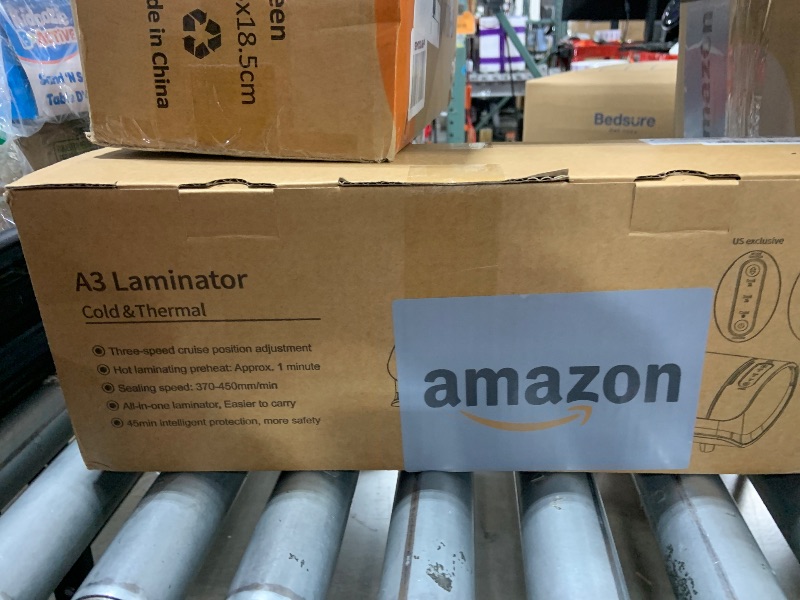 een
x18.5cm
de in China
Sand 'N S
Bedsure
amazon
US exclusive
A3 Laminator
Cold & Thermal
Three-speed cruise position adjustment
Hot laminating preheat: Approx. 1 minute
Sealing speed: 370-450mm/min
All-in-one laminator, Easier to carry
45min intelligent protection, more safety
amazon